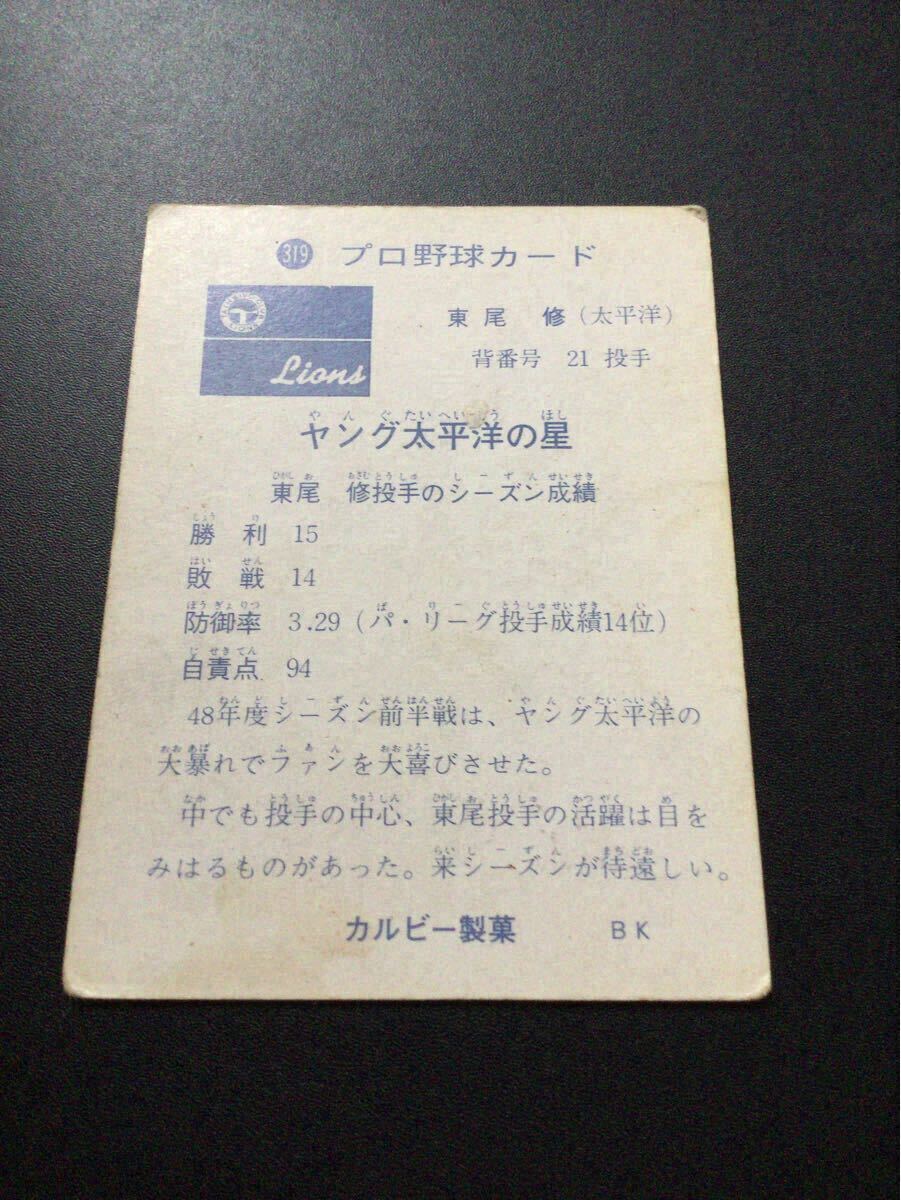 319 プロ野球カード
LIONS
Lions
東尾 修(太平洋)
背番号 21 投手
ヤング太平洋の星
東尾 修投手のシーズン成績
勝利 15
敗戦 14
防御率 3.29(パ・リーグ投手成績14位)
自責点 94
48年度シーズン前半戦は、ヤング太平洋の
大暴れでファンを大喜びさせた。
中でも投手の中心、東尾投手の活躍は目を
みはるものがあった。来シーズンが待遠しい。
カルビー製菓 BK